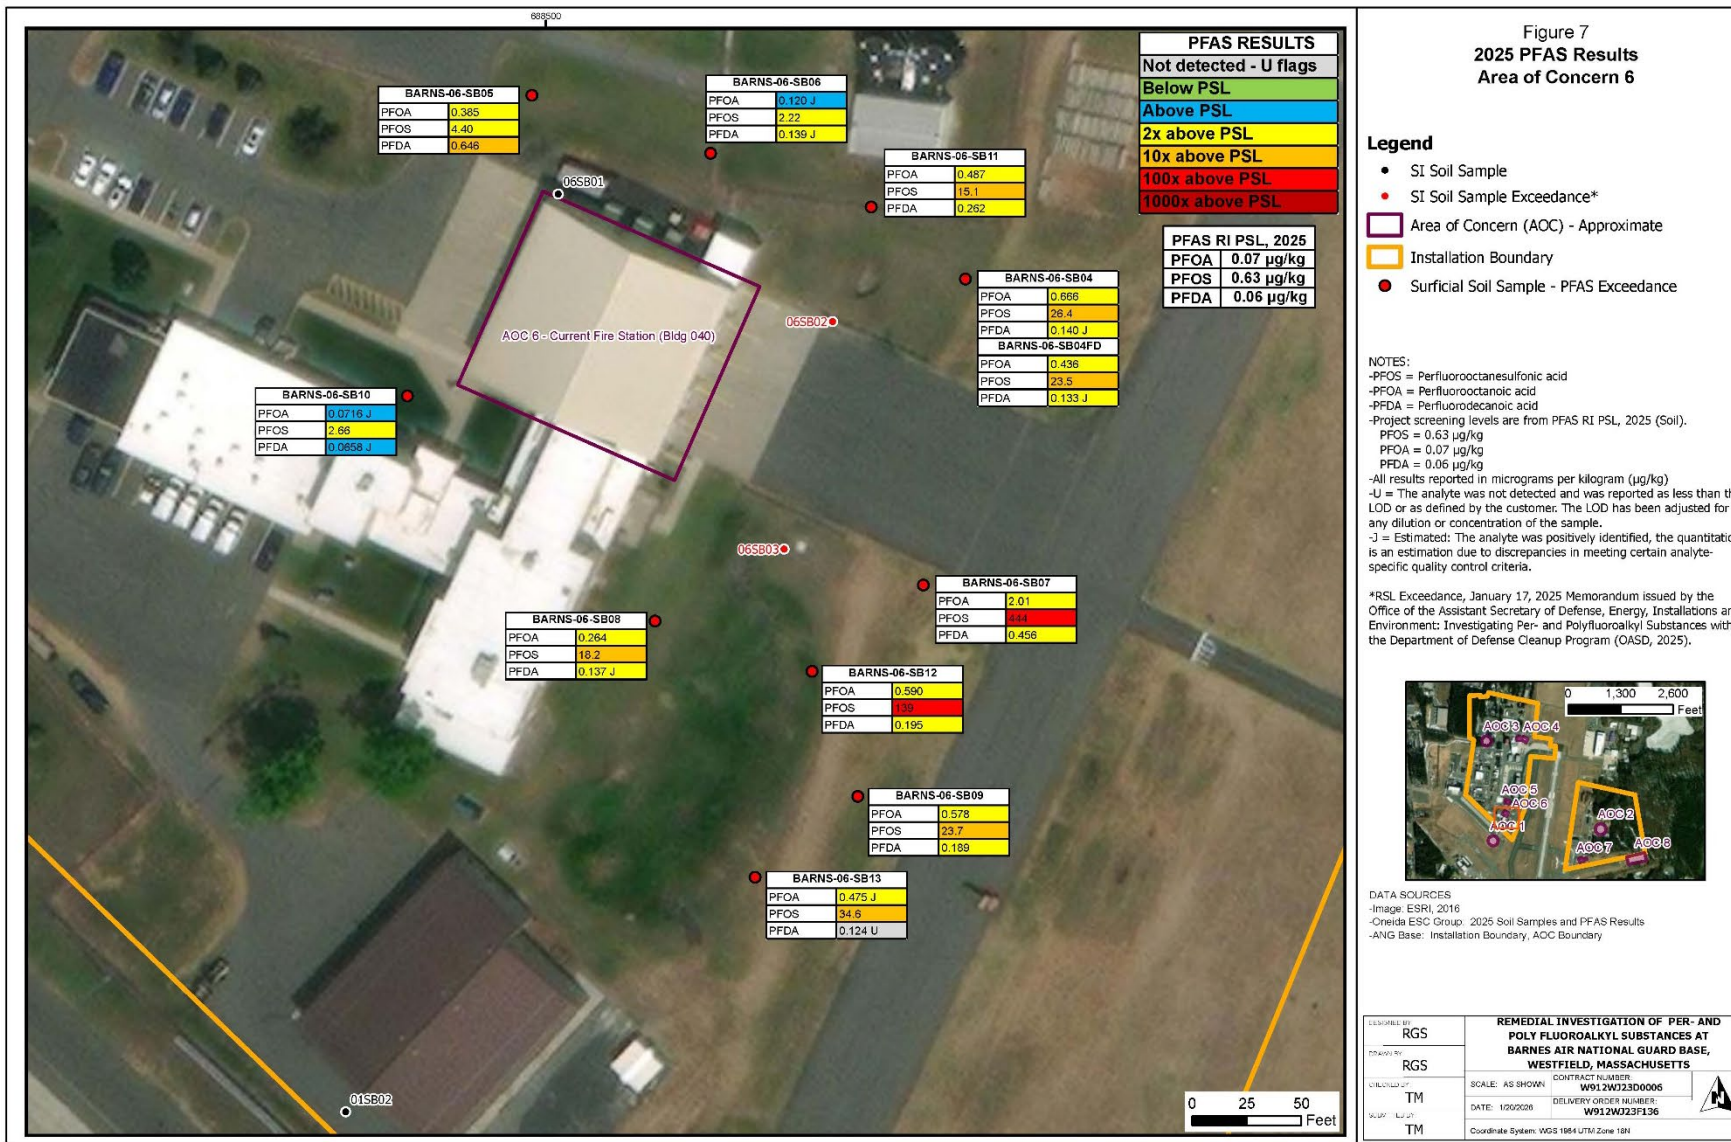 688500
BARNS-06-SB05
PFOA 0.385
PFOS 4.40
PFDA 0.646
BARNS-06-SB06
PFOA 0.120 J
PFOS 2.22
PFDA 0.139 J
BARNS-06-SB11
PFOA 0.487
PFOS 15.1
PFDA 0.262
PFAS RESULTS
Not detected - U flags
Below PSL
Above PSL
2x above PSL
10x above PSL
100x above PSL
1000x above PSL
PFAS RI PSL, 2025
PFOA 0.07 µg/kg
PFOS 0.63 µg/kg
PFDA 0.06 µg/kg
06SB01
BARNS-06-SB04
PFOA 0.666
PFOS 26.4
PFDA 0.140 J
BARNS-06-SB04FD
PFOA 0.436
PFOS 23.5
PFDA 0.133 J
06SB02
AOC 6 - Current Fire Station (Bldg 040)
BARNS-06-SB10
PFOA 0.0716 J
PFOS 2.66
PFDA 0.0658 J
06SB03
BARNS-06-SB07
PFOA 2.01
PFOS 444
PFDA 0.456
BARNS-06-SB08
PFOA 0.264
PFOS 18.2
PFDA 0.137 J
BARNS-06-SB12
PFOA 0.590
PFOS 139
PFDA 0.195
BARNS-06-SB09
PFOA 0.578
PFOS 23.7
PFDA 0.189
BARNS-06-SB13
PFOA 0.475 J
PFOS 34.6
PFDA 0.124 U
01SB02
0 25 50
Feet
Figure 7
2025 PFAS Results
Area of Concern 6
Legend
SI Soil Sample
SI Soil Sample Exceedance*
Area of Concern (AOC) - Approximate
Installation Boundary
Surficial Soil Sample - PFAS Exceedance
NOTES:
-PFOS = Perfluorooctanesulfonic acid
-PFOA = Perfluorooctanoic acid
-PFDA = Perfluorodecanoic acid
-Project screening levels are from PFAS RI PSL, 2025 (Soil).
PFOS = 0.63 µg/kg
PFOA = 0.07 µg/kg
PFDA = 0.06 µg/kg
-All results reported in micrograms per kilogram (µg/kg)
-U = The analyte was not detected and was reported as less than th
LOD or as defined by the customer. The LOD has been adjusted for
any dilution or concentration of the sample.
-J = Estimated: The analyte was positively identified, the quantitatio
is an estimation due to discrepancies in meeting certain analyte-
specific quality control criteria.
*RSL Exceedance, January 17, 2025 Memorandum issued by the
Office of the Assistant Secretary of Defense, Energy, Installations an
Environment: Investigating Per- and Polyfluoroalkyl Substances with
the Department of Defense Cleanup Program (OASD, 2025).
0 1,300 2,600
Feet
AOC 3 AOC 4
AOC 5
AOC 6
AOC 1
AOC 2
AOC 7 AOC 8
DATA SOURCES
-Image: ESRI, 2016
-Oneida ESC Group: 2025 Soil Samples and PFAS Results
-ANG Base: Installation Boundary, AOC Boundary
DESIGNED BY
RGS
DRAWN BY
RGS
CHECKED BY
TM
SUBMITTED BY
TM
REMEDIAL INVESTIGATION OF PER- AND
POLY FLUOROALKYL SUBSTANCES AT
BARNES AIR NATIONAL GUARD BASE,
WESTFIELD, MASSACHUSETTS
SCALE: AS SHOWN
CONTRACT NUMBER:
W912WJ23D0006
DATE: 1/20/2026
DELIVERY ORDER NUMBER:
W912WJ23F136
Coordinate System: WGS 1984 UTM Zone 18N
N